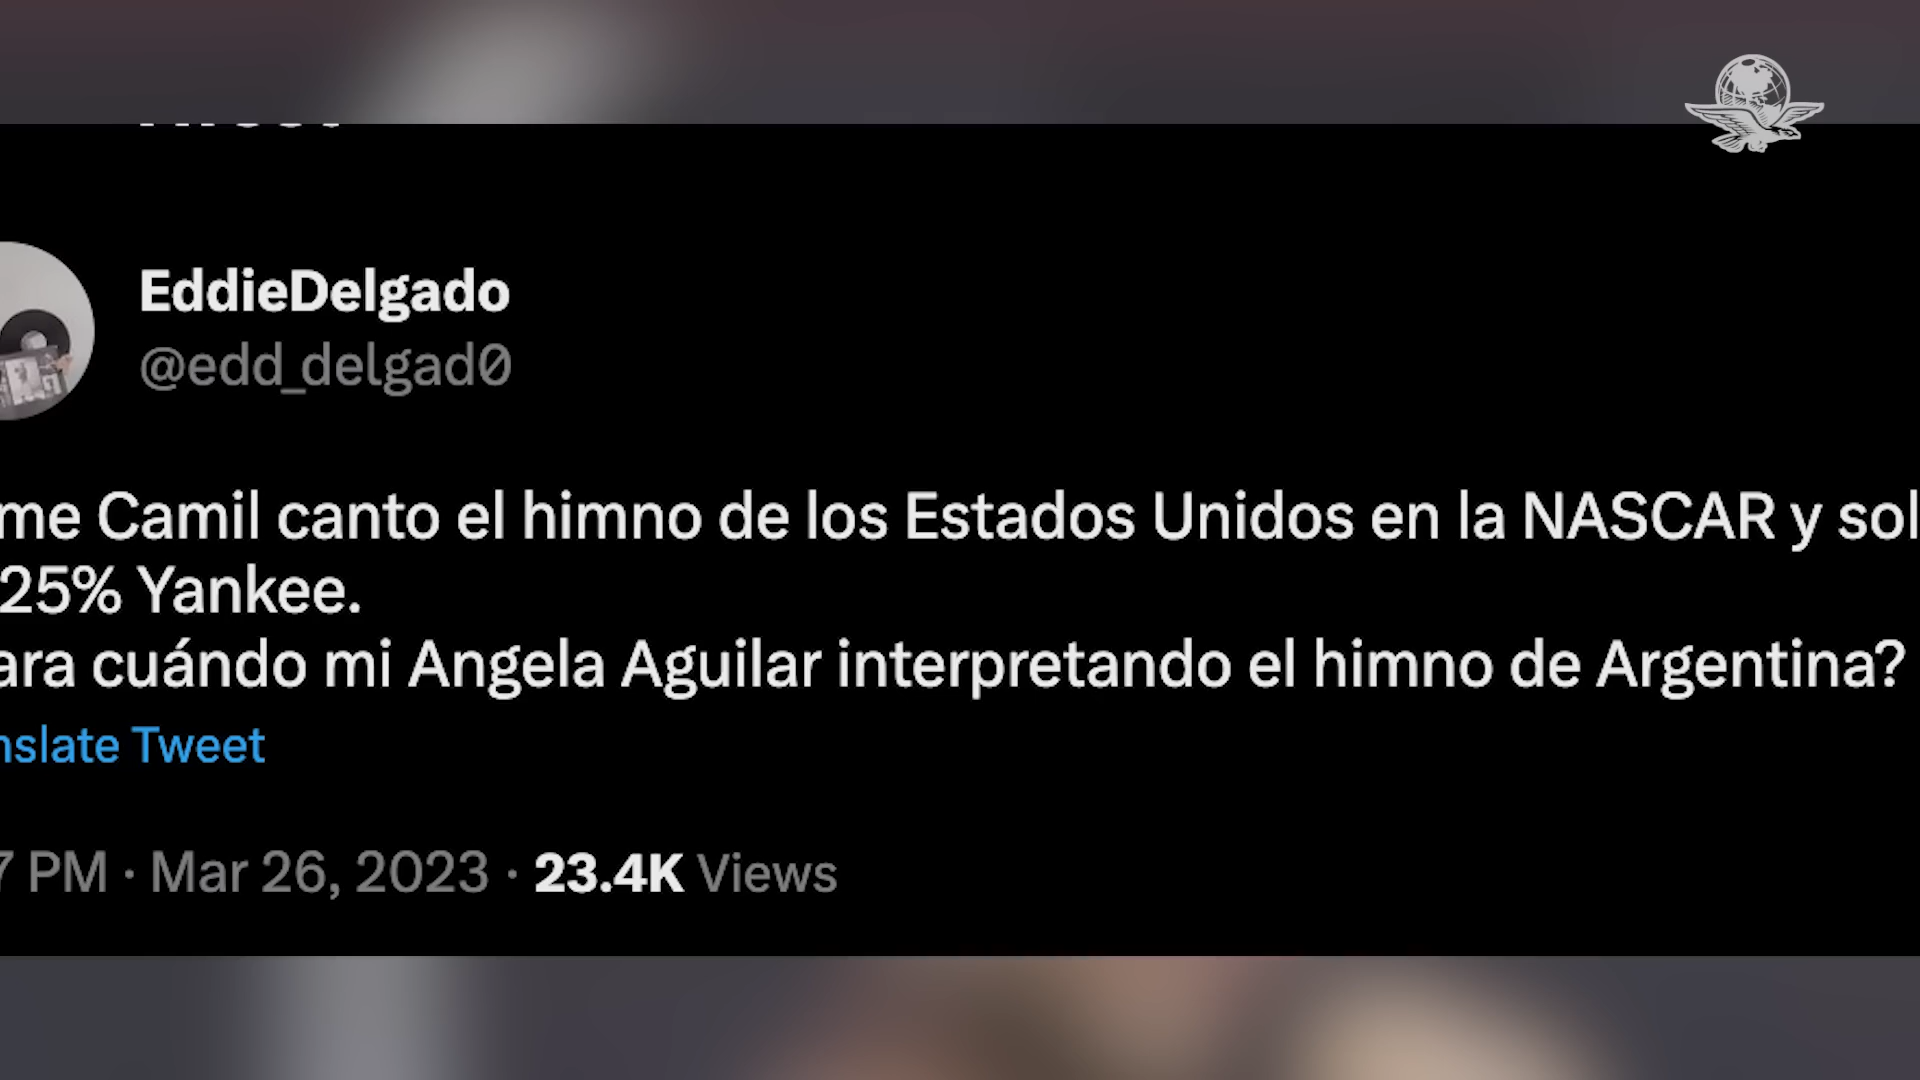 EddieDelgado
@edd_delgad0
me Camil canto el himno de los Estados Unidos en la NASCAR y sol
25% Yankee.
ara cuándo mi Angela Aguilar interpretando el himno de Argentina?
nslate Tweet
7 PM · Mar 26, 2023 · 23.4K Views